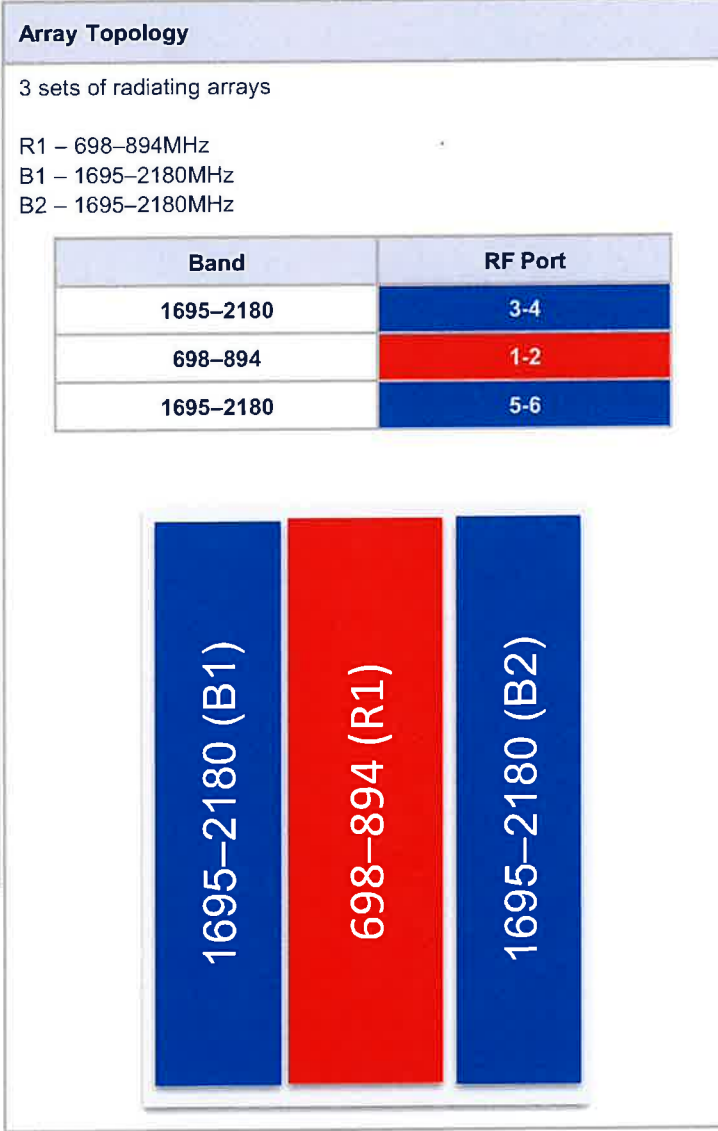 Array Topology
3 sets of radiating arrays
R1 – 698–894MHz
B1 – 1695–2180MHz
B2 – 1695–2180MHz
Band RF Port
1695–2180 3-4
698–894 1-2
1695–2180 5-6
1695–2180 (B1)
698–894 (R1)
1695–2180 (B2)